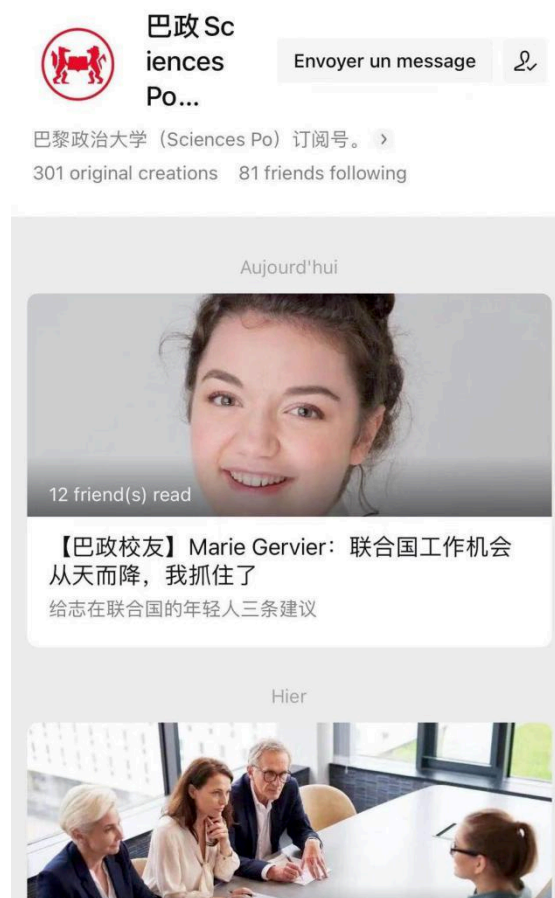 巴政Sc
iences
Po...
Envoyer un message
巴黎政治大学（Sciences Po）订阅号。 >
301 original creations 81 friends following
Aujourd'hui
12 friend(s) read
【巴政校友】Marie Gervier：联合国工作机会
从天而降，我抓住了
给志在联合国的年轻人三条建议
Hier